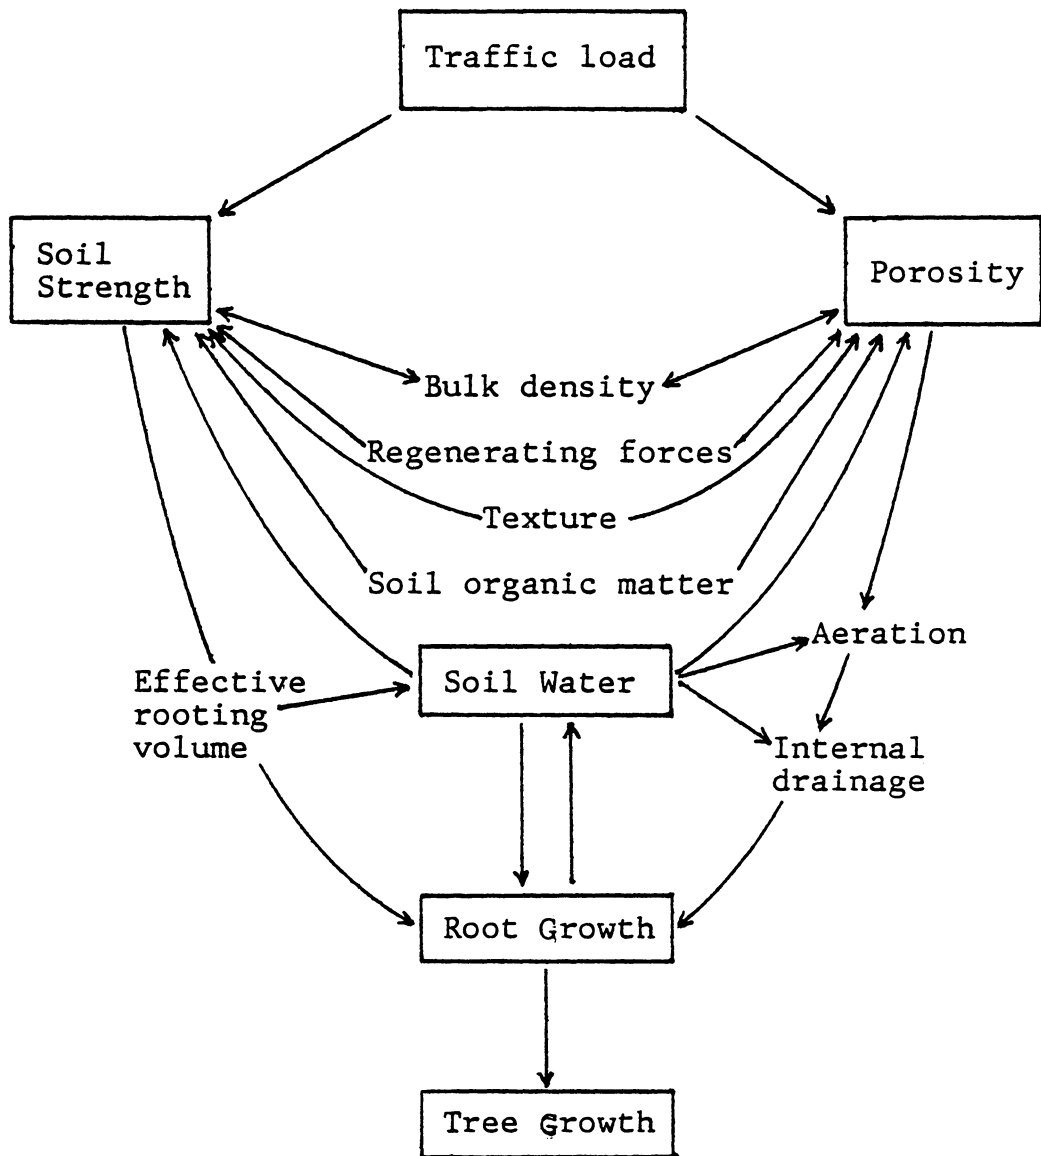 Traffic load
Soil
Strength
Porosity
Bulk density
Regenerating forces
Texture
Soil organic matter
Aeration
Effective
rooting
volume
Soil Water
Internal
drainage
Root Growth
Tree Growth